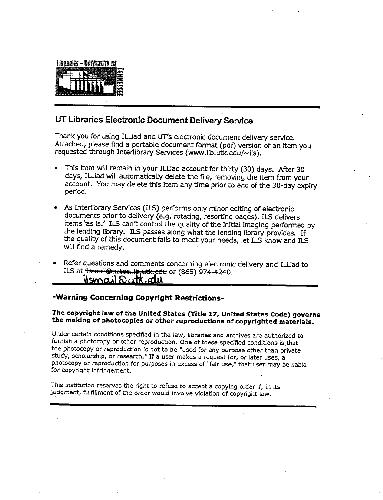 Libraries - University of
TENNESSEE
UT Libraries Electronic Document Delivery Service
Thank you for using ILLiad and UT's electronic document delivery service.
Attached, please find a portable document format (pdf) version of an item you
requested through Interlibrary Services (www.lib.utk.edu/~ils).
• This item will remain in your ILLiad account for thirty (30) days. After 30
days, ILLiad will automatically delete the file, removing the item from your
account. You may delete this item any time prior to end of the 30-day expiry
period.
• As Interlibrary Services (ILS) performs only minor editing of electronic
documents prior to delivery (e.g. rotating, resorting pages), ILS delivers
items "as is." ILS can't control the quality of the initial imaging performed by
the lending library. ILS passes along what the lending library provides. If
the quality of this document fails to meet your needs, let ILS know and ILS
will find a remedy.
• Refer questions and comments concerning electronic delivery and ILLiad to
ILS at or (865) 974-4240.
ilsmail@utk.edu
-Warning Concerning Copyright Restrictions-
The copyright law of the United States (Title 17, United States Code) governs
the making of photocopies or other reproductions of copyrighted materials.
Under certain conditions specified in the law, libraries and archives are authorized to
furnish a photocopy or other reproduction. One of these specified conditions is that
the photocopy or reproduction is not to be "used for any purpose other than private
study, scholarship, or research." If a user makes a request for, or later uses, a
photocopy or reproduction for purposes in excess of "fair use," that user may be liable
for copyright infringement.
This institution reserves the right to refuse to accept a copying order if, in its
judgment, fulfillment of the order would involve violation of copyright law.